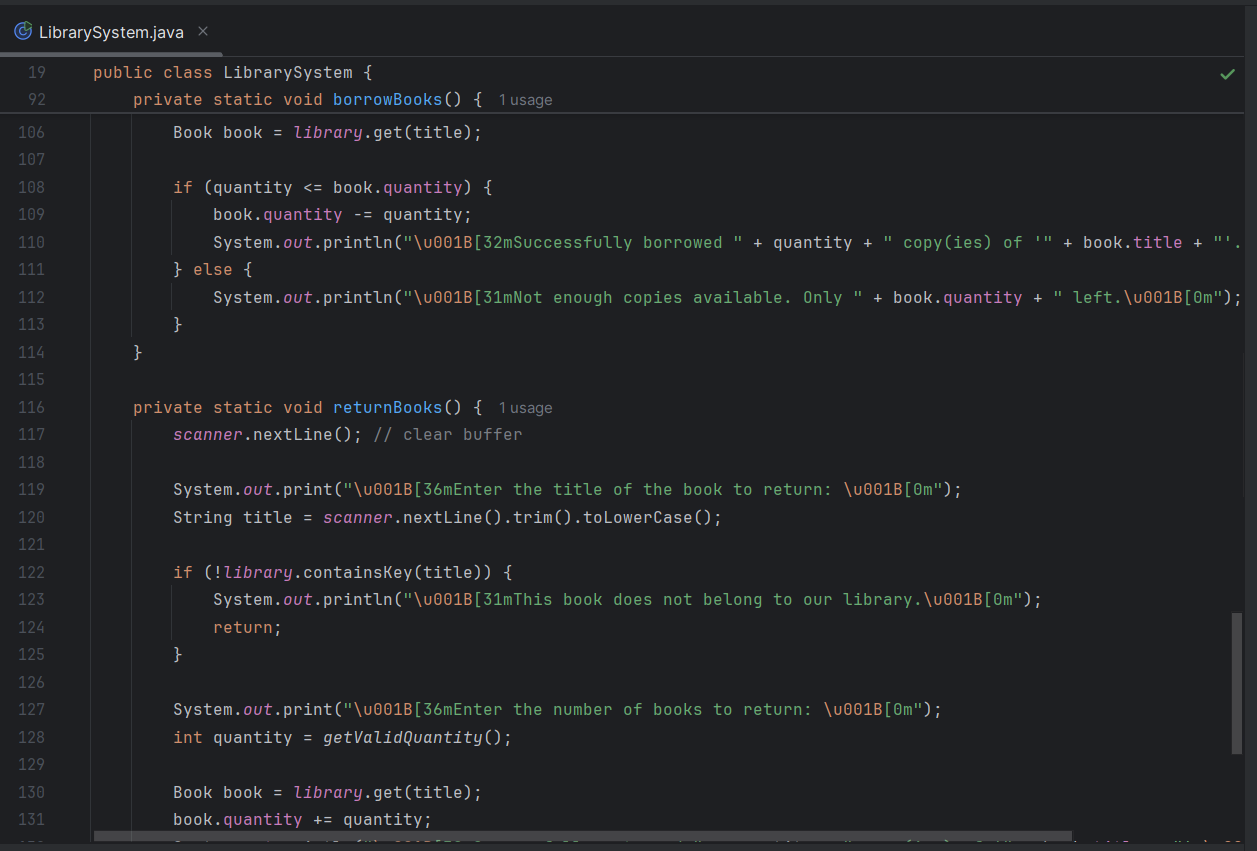 LibrarySystem.java
19 public class LibrarySystem {
92 private static void borrowBooks() { 1 usage
106 Book book = library.get(title);
107
108 if (quantity <= book.quantity) {
109 book.quantity -= quantity;
110 System.out.println("\u001B[32mSuccessfully borrowed " + quantity + " copy(ies) of '" + book.title + "'.
111 } else {
112 System.out.println("\u001B[31mNot enough copies available. Only " + book.quantity + " left.\u001B[0m");
113 }
114 }
115
116 private static void returnBooks() { 1 usage
117 scanner.nextLine(); // clear buffer
118
119 System.out.print("\u001B[36mEnter the title of the book to return: \u001B[0m");
120 String title = scanner.nextLine().trim().toLowerCase();
121
122 if (!library.containsKey(title)) {
123 System.out.println("\u001B[31mThis book does not belong to our library.\u001B[0m");
124 return;
125 }
126
127 System.out.print("\u001B[36mEnter the number of books to return: \u001B[0m");
128 int quantity = getValidQuantity();
129
130 Book book = library.get(title);
131 book.quantity += quantity;